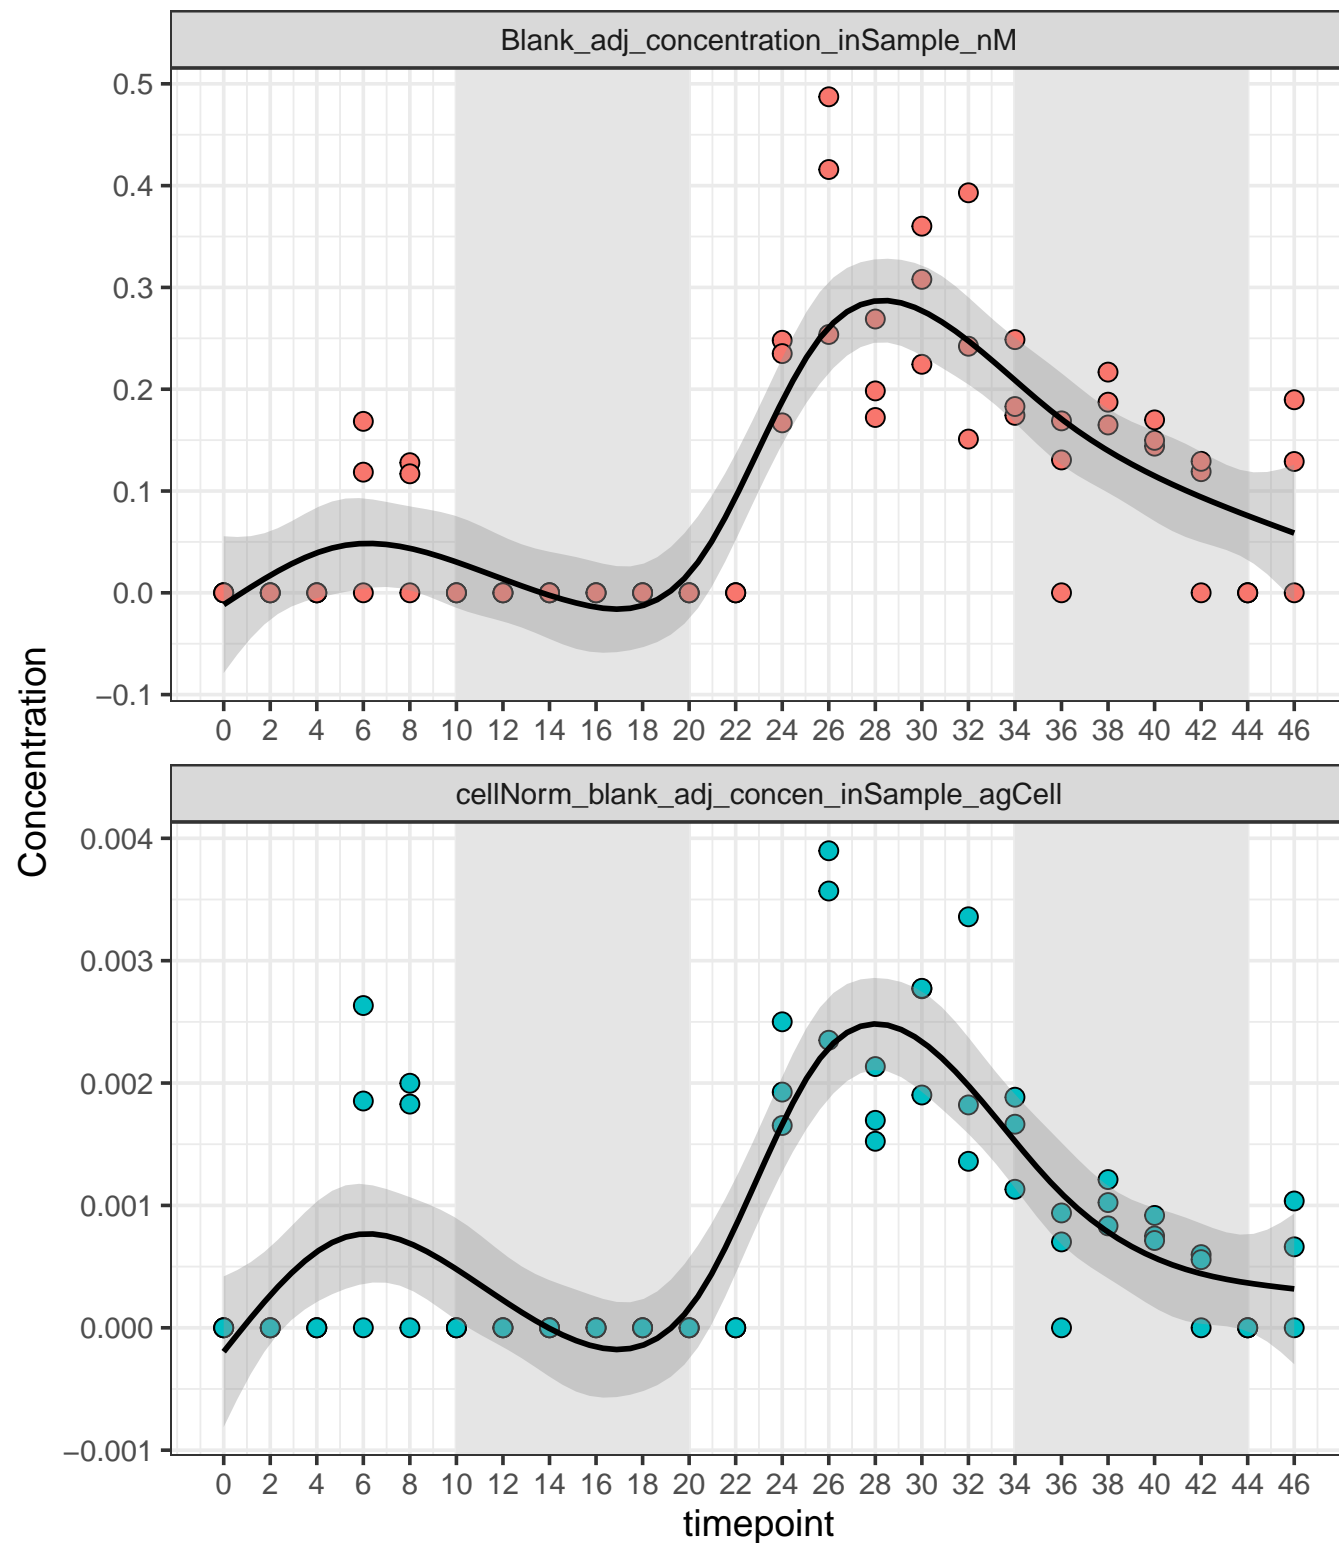 Blank_adj_concentration_inSample_nM
0.5
0.4
0.3
0.2
0.1
0.0
−0.1
0 2 4 6 8 10 12 14 16 18 20 22 24 26 28 30 32 34 36 38 40 42 44 46
Concentration
cellNorm_blank_adj_concen_inSample_agCell
0.004
0.003
0.002
0.001
0.000
−0.001
0 2 4 6 8 10 12 14 16 18 20 22 24 26 28 30 32 34 36 38 40 42 44 46
timepoint